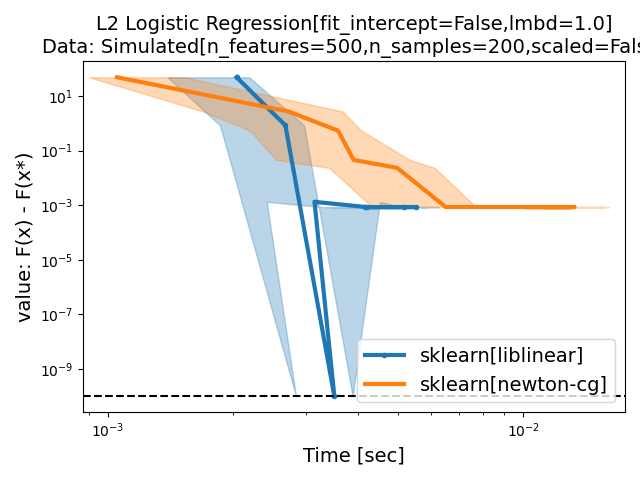 L2 Logistic Regression[fit_intercept=False,lmbd=1.0]
Data: Simulated[n_features=500,n_samples=200,scaled=Fals
value: F(x) - F(x*)
10¹
10⁻¹
10⁻³
10⁻⁵
10⁻⁷
10⁻⁹
sklearn[liblinear]
sklearn[newton-cg]
10⁻³ 10⁻²
Time [sec]